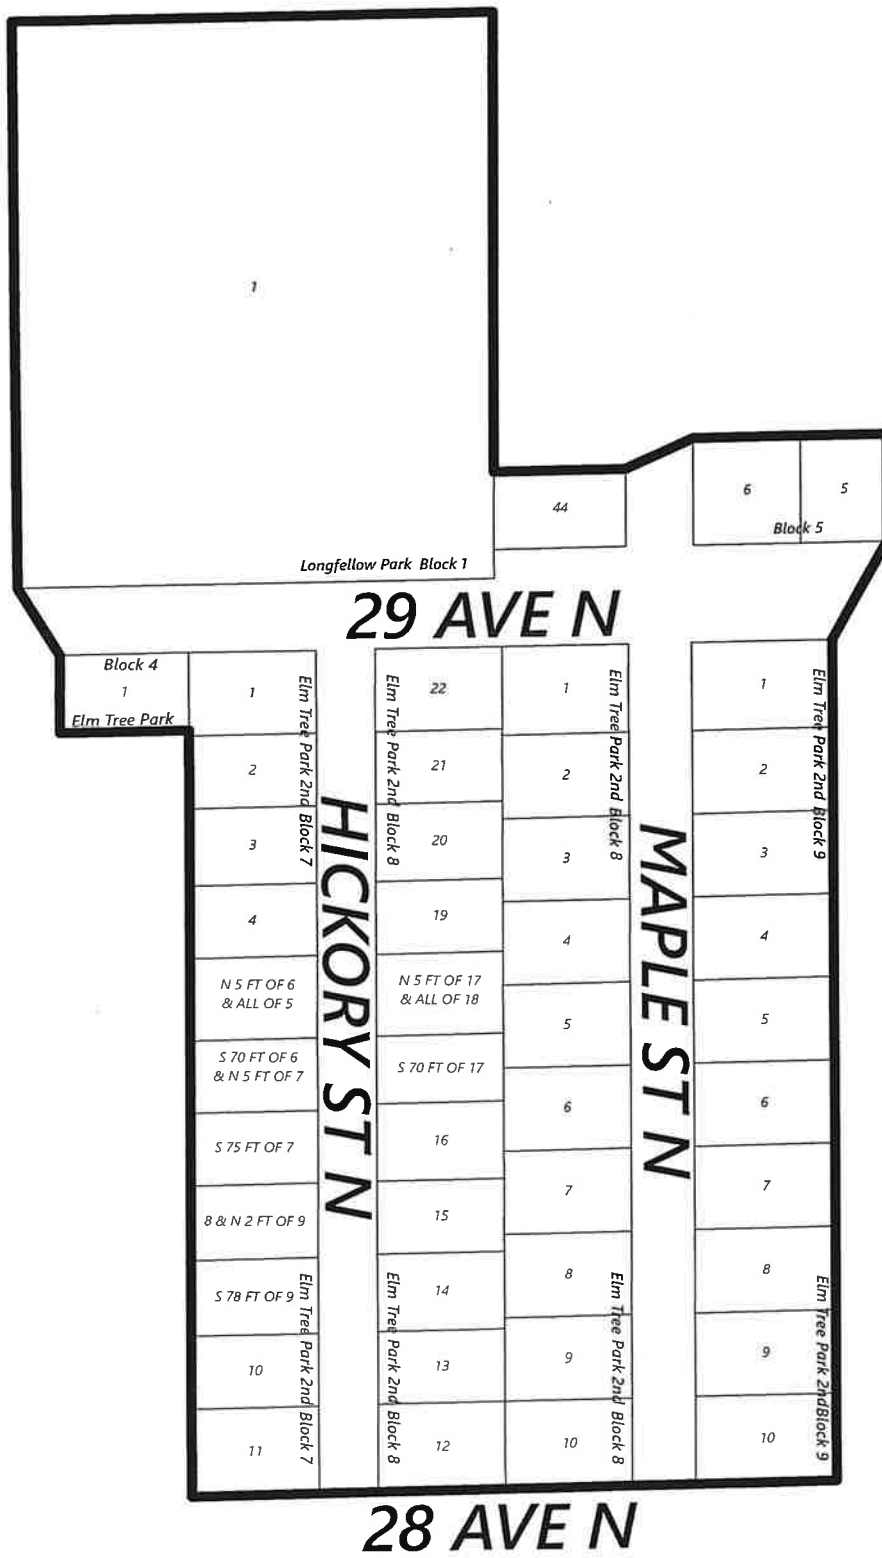 1
Longfellow Park Block 1
44
6
5
Block 5
29 AVE N
Block 4
1
Elm Tree Park
1
2
3
4
N 5 FT OF 6
& ALL OF 5
S 70 FT OF 6
& N 5 FT OF 7
S 75 FT OF 7
8 & N 2 FT OF 9
S 78 FT OF 9
10
11
Elm Tree Park 2nd Block 7
Elm Tree Park 2nd Block 7
HICKORY ST N
Elm Tree Park 2nd Block 8
Elm Tree Park 2nd Block 8
22
21
20
19
N 5 FT OF 17
& ALL OF 18
S 70 FT OF 17
16
15
14
13
12
1
2
3
4
5
6
7
8
9
10
Elm Tree Park 2nd Block 8
Elm Tree Park 2nd Block 8
MAPLE ST N
1
2
3
4
5
6
7
8
9
10
Elm Tree Park 2nd Block 9
Elm Tree Park 2ndBlock 9
28 AVE N